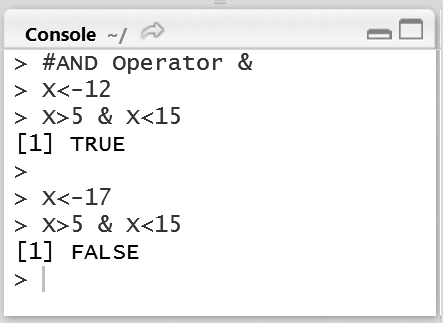 Console ~/
> #AND Operator &
> x<-12
> x>5 & x<15
[1] TRUE
>
> x<-17
> x>5 & x<15
[1] FALSE
>